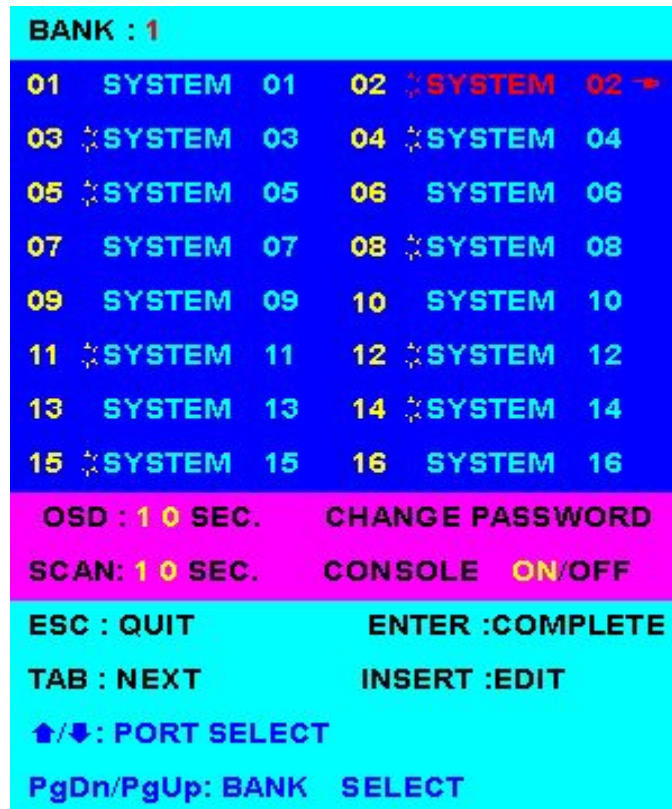 BANK : 1
01 SYSTEM 01 02 SYSTEM 02
03 SYSTEM 03 04 SYSTEM 04
05 SYSTEM 05 06 SYSTEM 06
07 SYSTEM 07 08 SYSTEM 08
09 SYSTEM 09 10 SYSTEM 10
11 SYSTEM 11 12 SYSTEM 12
13 SYSTEM 13 14 SYSTEM 14
15 SYSTEM 15 16 SYSTEM 16
OSD : 1 0 SEC. CHANGE PASSWORD
SCAN: 1 0 SEC. CONSOLE ON/OFF
ESC : QUIT ENTER :COMPLETE
TAB : NEXT INSERT :EDIT
⬆/⬇: PORT SELECT
PgDn/PgUp: BANK SELECT